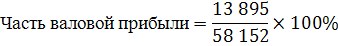 Часть валовой прибыли = 13 895 / 58 152 × 100%